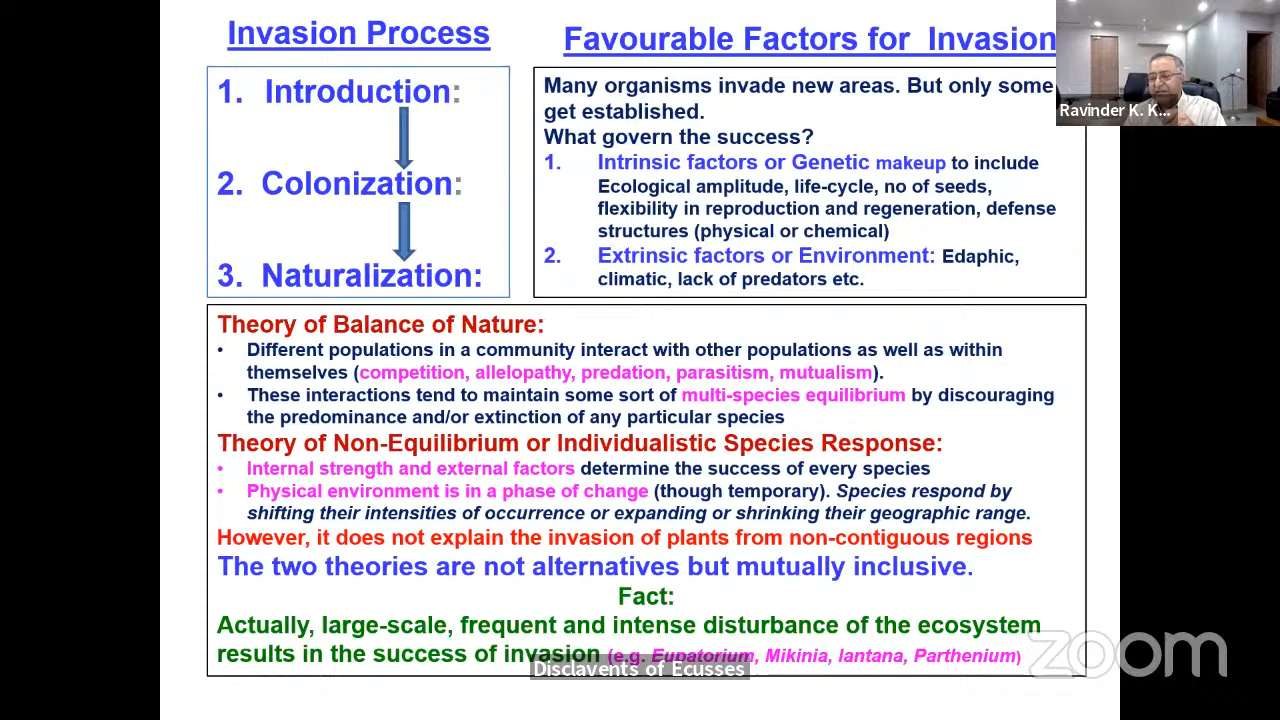 Invasion Process
1. Introduction:
2. Colonization:
3. Naturalization:
Favourable Factors for Invasion
Many organisms invade new areas. But only some
get established.
What govern the success?
1. Intrinsic factors or Genetic makeup to include
Ecological amplitude, life-cycle, no of seeds,
flexibility in reproduction and regeneration, defense
structures (physical or chemical)
2. Extrinsic factors or Environment: Edaphic,
climatic, lack of predators etc.
Ravinder K. K...
Theory of Balance of Nature:
• Different populations in a community interact with other populations as well as within
themselves (competition, allelopathy, predation, parasitism, mutualism).
• These interactions tend to maintain some sort of multi-species equilibrium by discouraging
the predominance and/or extinction of any particular species
Theory of Non-Equilibrium or Individualistic Species Response:
• Internal strength and external factors determine the success of every species
• Physical environment is in a phase of change (though temporary). Species respond by
shifting their intensities of occurrence or expanding or shrinking their geographic range.
However, it does not explain the invasion of plants from non-contiguous regions
The two theories are not alternatives but mutually inclusive.
Fact:
Actually, large-scale, frequent and intense disturbance of the ecosystem
results in the success of invasion (e.g. Eupatorium, Mikinia, lantana, Parthenium)
Disclavents of Ecusses
zoom